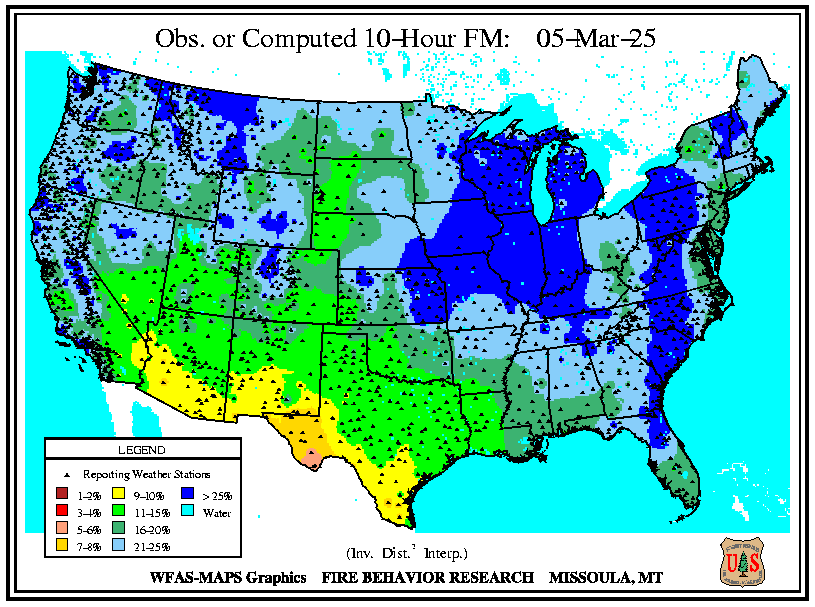 Obs. or Computed 10-Hour FM: 05-Mar-25
LEGEND
Reporting Weather Stations
1-2%
3-4%
5-6%
7-8%
9-10%
11-15%
16-20%
21-25%
> 25%
Water
(Inv. Dist.² Interp.)
WFAS-MAPS Graphics FIRE BEHAVIOR RESEARCH MISSOULA, MT
U S